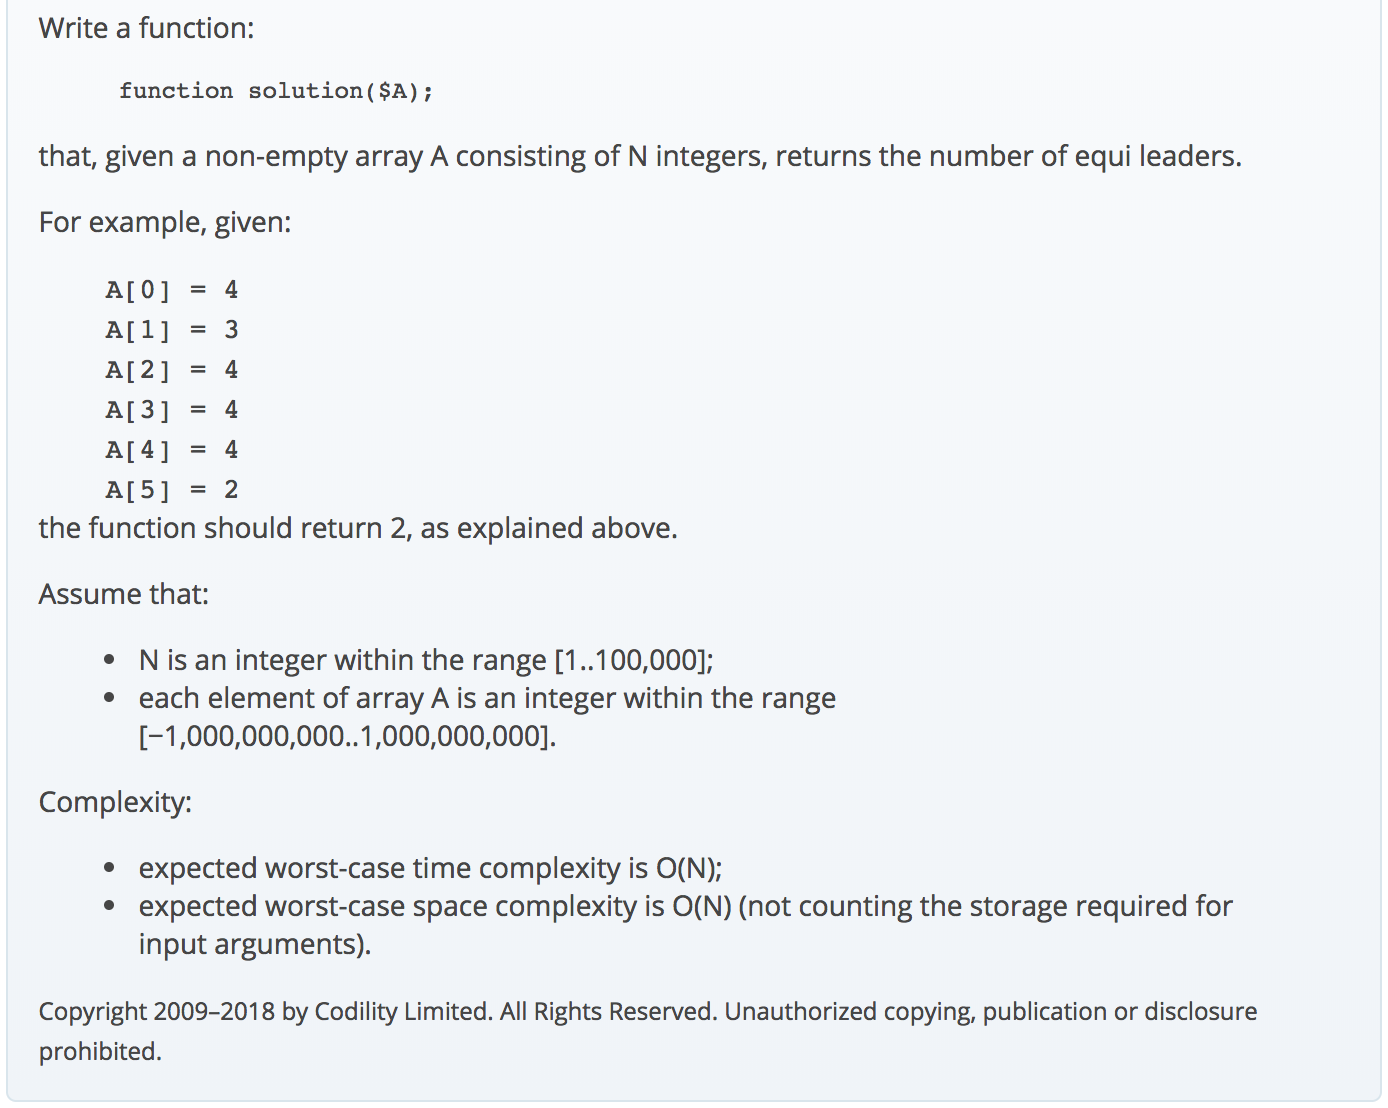 Write a function:
function solution($A);
that, given a non-empty array A consisting of N integers, returns the number of equi leaders.
For example, given:
A[0] = 4
A[1] = 3
A[2] = 4
A[3] = 4
A[4] = 4
A[5] = 2
the function should return 2, as explained above.
Assume that:
• N is an integer within the range [1..100,000];
• each element of array A is an integer within the range
[−1,000,000,000..1,000,000,000].
Complexity:
• expected worst-case time complexity is O(N);
• expected worst-case space complexity is O(N) (not counting the storage required for
input arguments).
Copyright 2009–2018 by Codility Limited. All Rights Reserved. Unauthorized copying, publication or disclosure
prohibited.